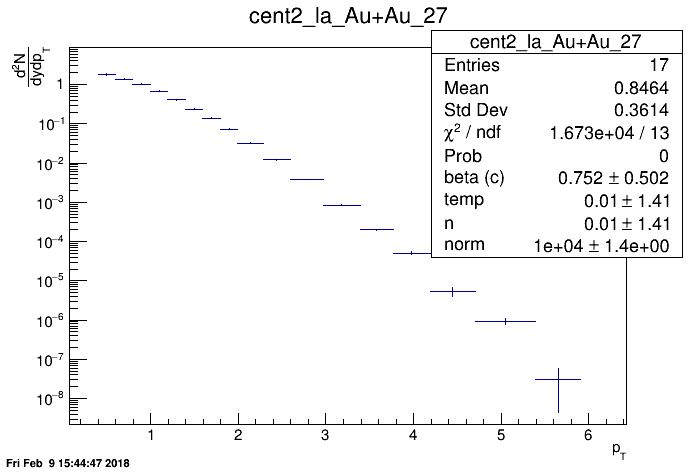 cent2_la_Au+Au_27
d²N
dydp_T
cent2_la_Au+Au_27
Entries 17
Mean 0.8464
Std Dev 0.3614
χ² / ndf 1.673e+04 / 13
Prob 0
beta (c) 0.752 ± 0.502
temp 0.01 ± 1.41
n 0.01 ± 1.41
norm 1e+04 ± 1.4e+00
1
10⁻¹
10⁻²
10⁻³
10⁻⁴
10⁻⁵
10⁻⁶
10⁻⁷
10⁻⁸
1 2 3 4 5 6
p_T
Fri Feb 9 15:44:47 2018